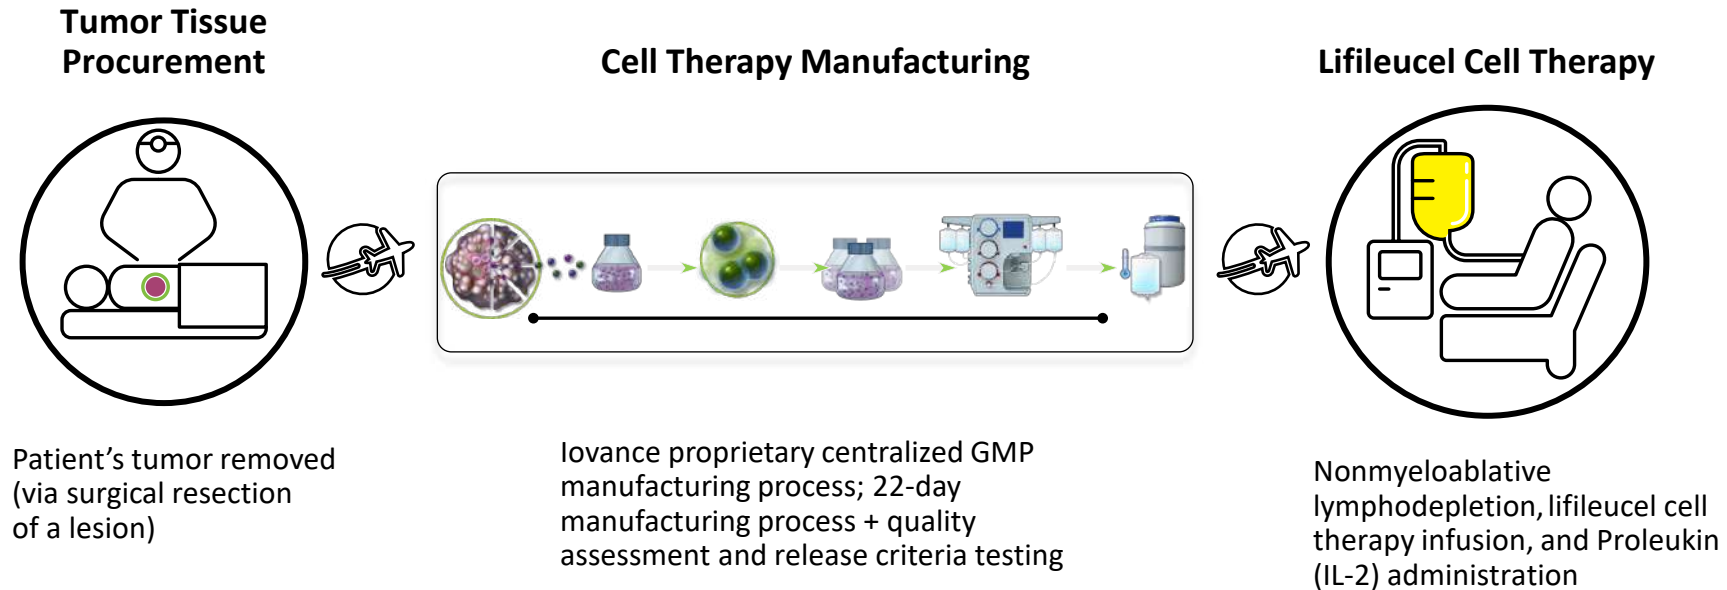 Tumor Tissue
Procurement
Cell Therapy Manufacturing
Lifileucel Cell Therapy
Patient’s tumor removed
(via surgical resection
of a lesion)
Iovance proprietary centralized GMP
manufacturing process; 22-day
manufacturing process + quality
assessment and release criteria testing
Nonmyeloablative
lymphodepletion, lifileucel cell
therapy infusion, and Proleukin
(IL-2) administration